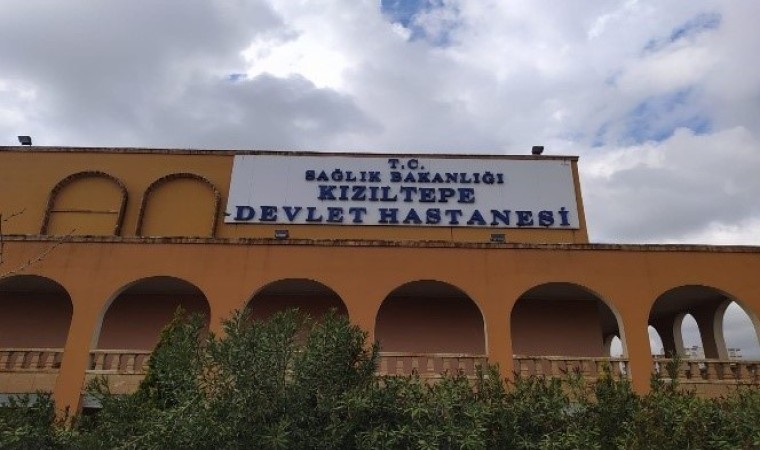 T.C.
SAĞLIK BAKANLIĞI
KIZILTEPE
DEVLET HASTANESİ